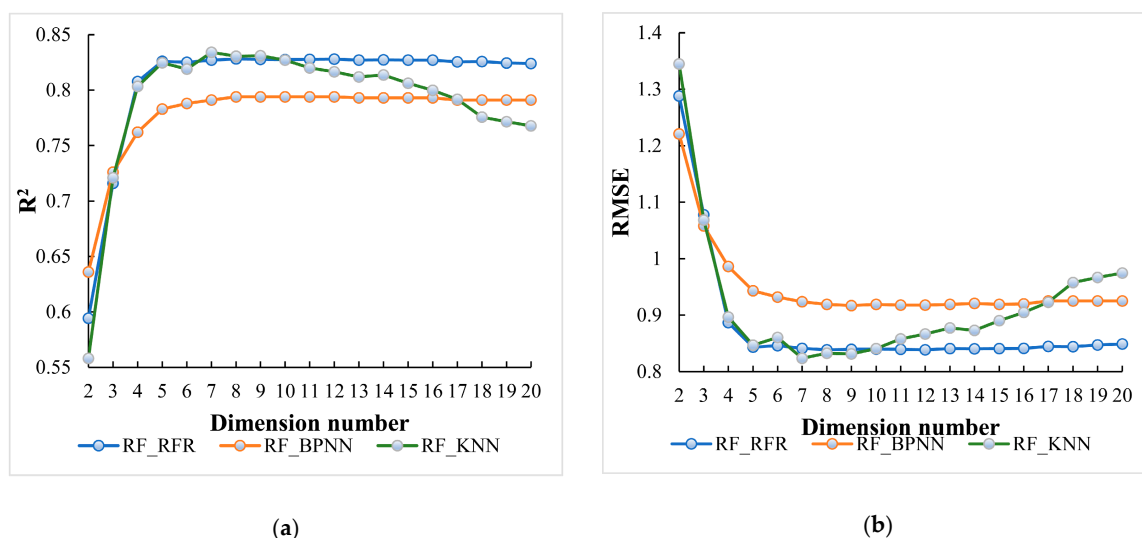 0.85
0.8
0.75
0.7
0.65
0.6
0.55
R²
2 3 4 5 6 7 8 9 10 11 12 13 14 15 16 17 18 19 20
Dimension number
RF_RFR RF_BPNN RF_KNN
(a)
1.4
1.3
1.2
1.1
1
0.9
0.8
RMSE
2 3 4 5 6 7 8 9 10 11 12 13 14 15 16 17 18 19 20
Dimension number
RF_RFR RF_BPNN RF_KNN
(b)